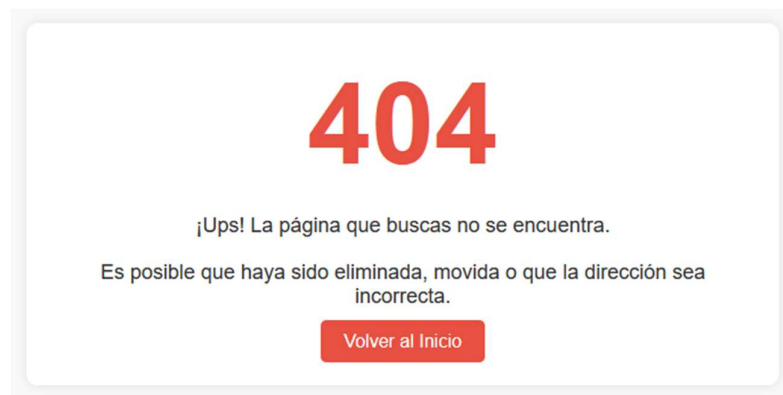 404
¡Ups! La página que buscas no se encuentra.
Es posible que haya sido eliminada, movida o que la dirección sea
incorrecta.
Volver al Inicio